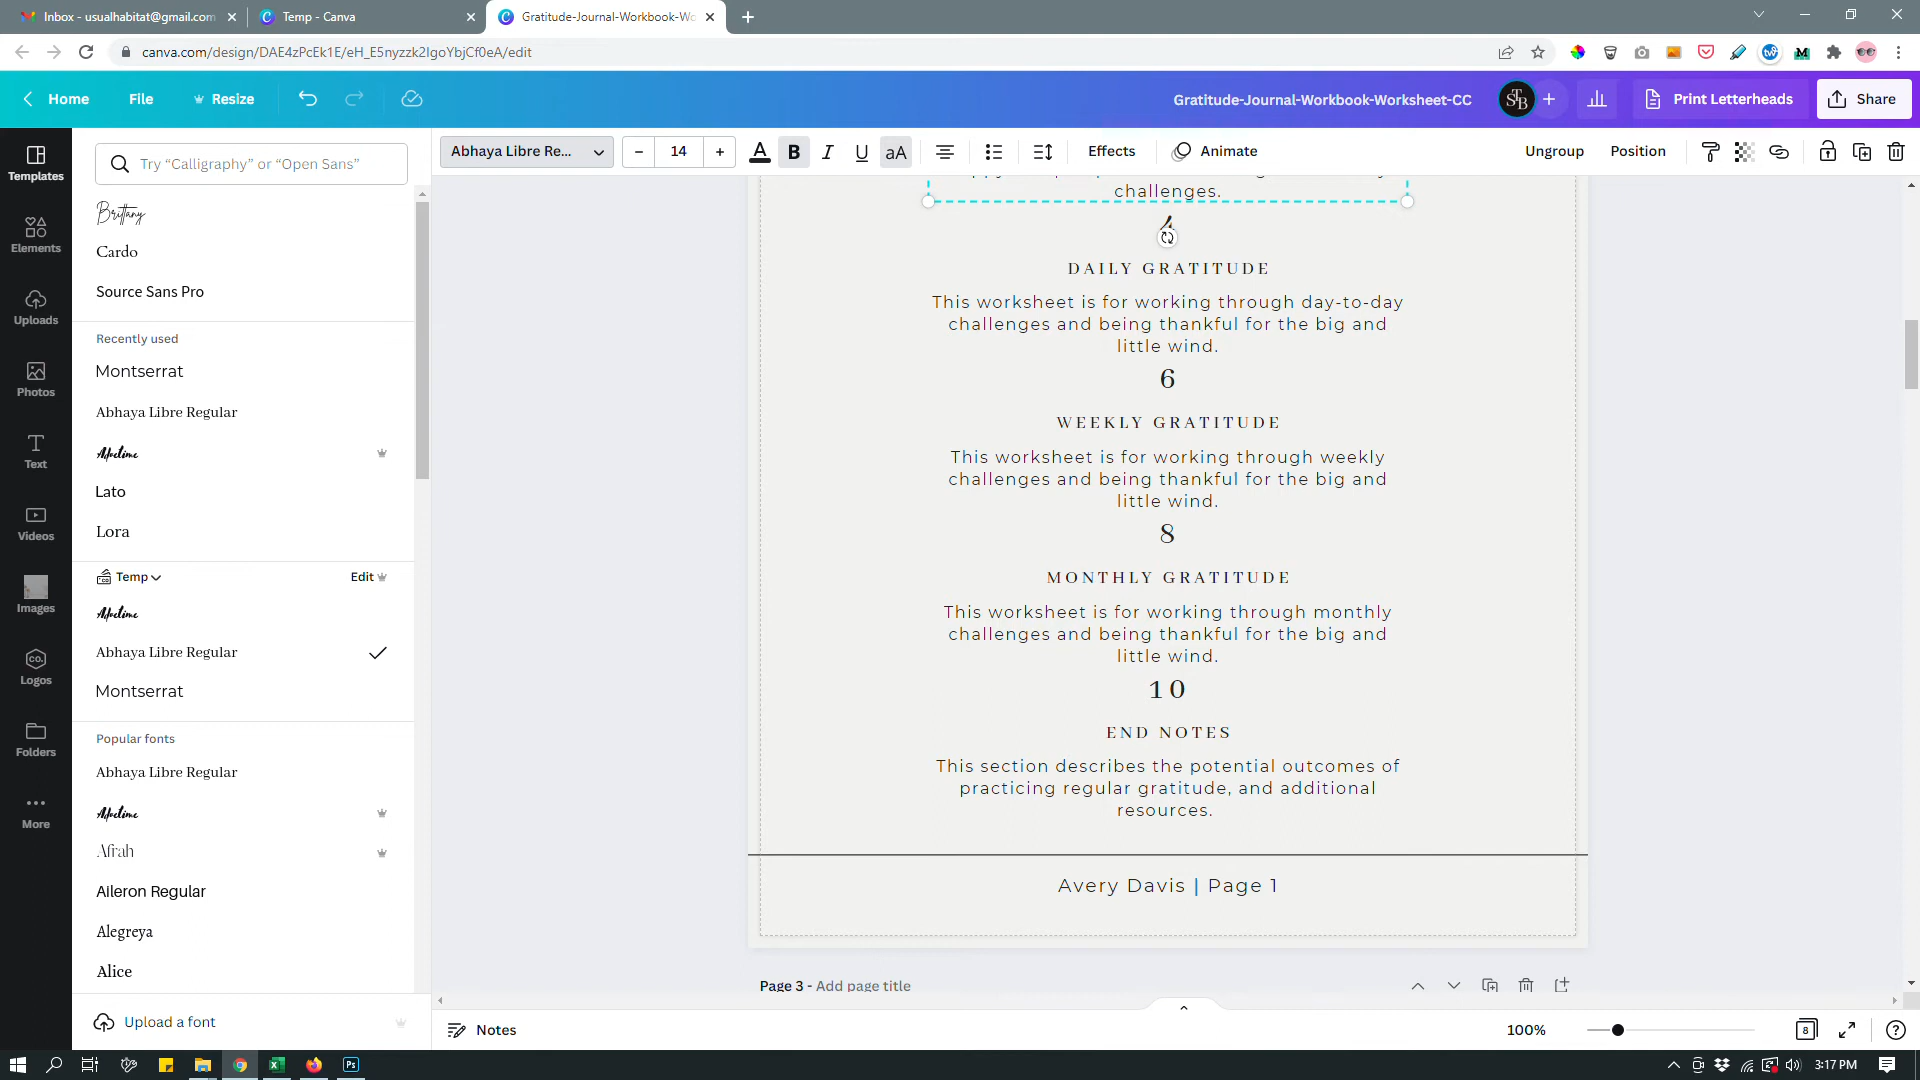 Inbox - usualhabitat@gmail.com
Temp - Canva
Gratitude-Journal-Workbook-Wo
canva.com/design/DAE4zPcEk1E/eH_E5nyzzk2IgoYbjCf0eA/edit
Home
File
Resize
Gratitude-Journal-Workbook-Worksheet-CC
STB
Print Letterheads
Share
Abhaya Libre Re...
14
A
B
I
U
aA
Effects
Animate
Ungroup
Position
Templates
Elements
Uploads
Photos
Text
Videos
Images
Logos
Folders
More
Try “Calligraphy” or “Open Sans”
Brittany
Cardo
Source Sans Pro
Recently used
Montserrat
Abhaya Libre Regular
Lato
Lora
Temp
Edit
Abhaya Libre Regular
Montserrat
Popular fonts
Abhaya Libre Regular
Afrah
Aileron Regular
Alegreya
Alice
Upload a font
challenges.
4
DAILY GRATITUDE
This worksheet is for working through day-to-day
challenges and being thankful for the big and
little wind.
6
WEEKLY GRATITUDE
This worksheet is for working through weekly
challenges and being thankful for the big and
little wind.
8
MONTHLY GRATITUDE
This worksheet is for working through monthly
challenges and being thankful for the big and
little wind.
10
END NOTES
This section describes the potential outcomes of
practicing regular gratitude, and additional
resources.
Avery Davis | Page 1
Page 3 - Add page title
Notes
100%
8
3:17 PM